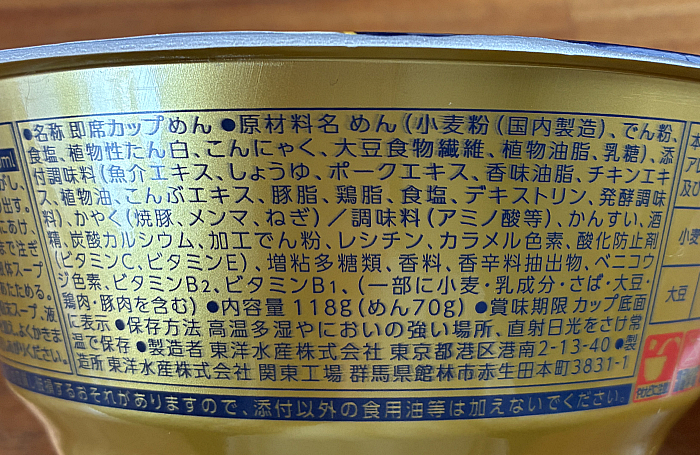 ●名称 即席カップめん ●原材料名 めん(小麦粉(国内製造)、でん粉、
食塩、植物性たん白、こんにゃく、大豆食物繊維、植物油脂、乳糖)、添
付調味料(魚介エキス、しょうゆ、ポークエキス、香味油脂、チキンエキ
ス、植物油、こんぶエキス、豚脂、鶏脂、食塩、デキストリン、発酵調味
料)、かやく(焼豚、メンマ、ねぎ)/調味料(アミノ酸等)、かんすい、酒
精、炭酸カルシウム、加工でん粉、レシチン、カラメル色素、酸化防止剤
(ビタミンC、ビタミンE)、増粘多糖類、香料、香辛料抽出物、ベニコウ
ジ色素、ビタミンB2、ビタミンB1、(一部に小麦・乳成分・さば・大豆・
鶏肉・豚肉を含む) ●内容量 118g(めん70g) ●賞味期限 カップ底面
に表示 ●保存方法 高温多湿やにおいの強い場所、直射日光をさけ常
温で保存 ●製造者 東洋水産株式会社 東京都港区港南2-13-40 ●製
造所 東洋水産株式会社 関東工場 群馬県館林市赤生田本町3831-1
するおそれがありますので、添付以外の食用油等は加えないでください。
小麦
大豆